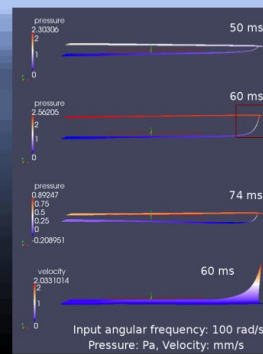 pressure
2.30306
50 ms
2
1
0
pressure
2.56205
60 ms
2
1
0
pressure
0.89247
74 ms
0.75
0.5
0.25
0
-0.208951
velocity
2.0331014
60 ms
2
1
0
Input angular frequency: 100 rad/s
Pressure: Pa, Velocity: mm/s